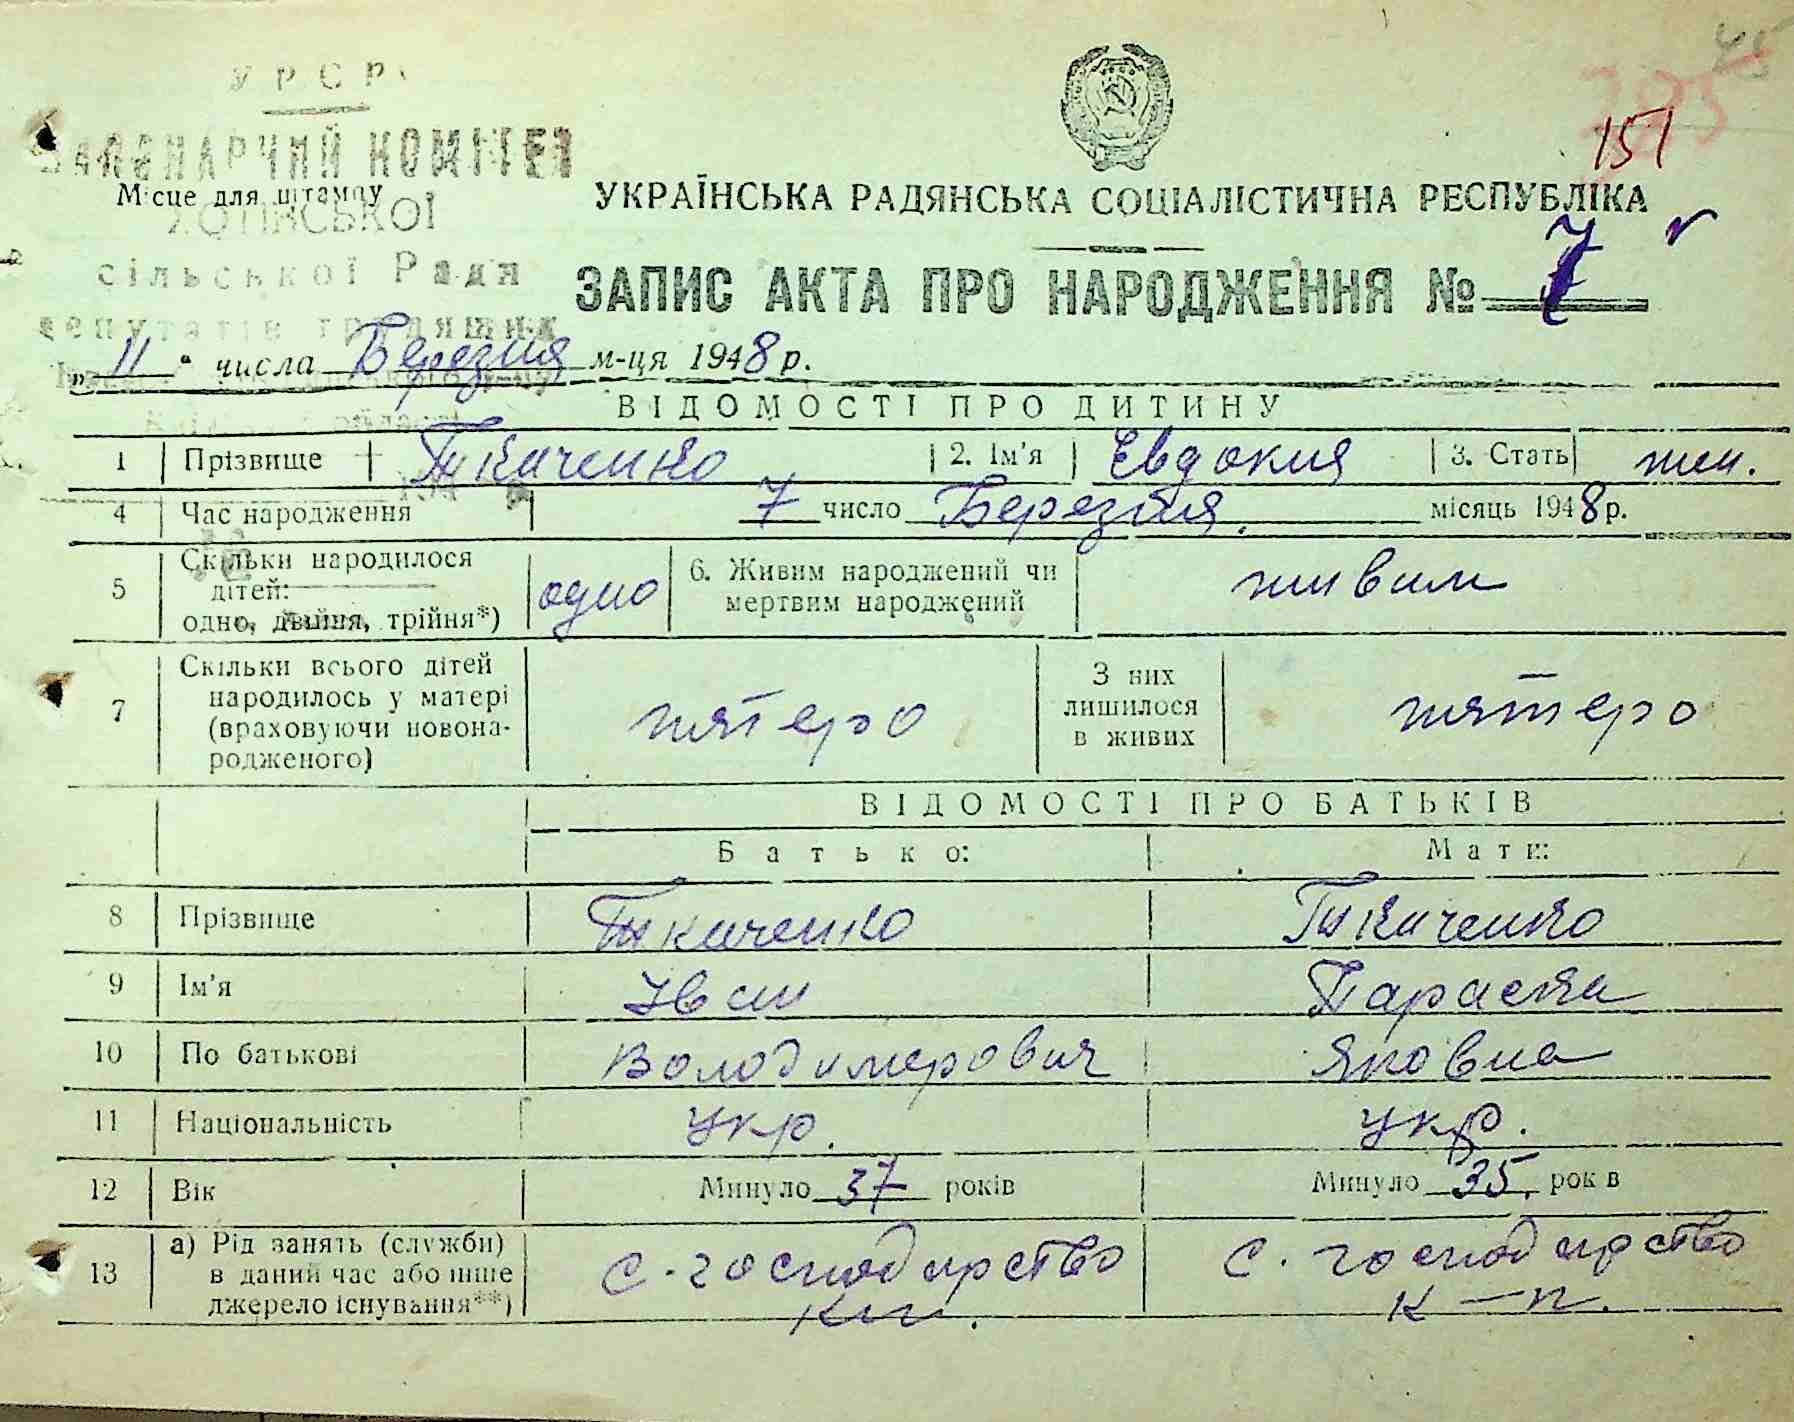 45
295
151
У Р С Р
ВИКОНАВЧИЙ КОМІТЕТ
Місце для штампу
УКРАЇНСЬКА РАДЯНСЬКА СОЦІАЛІСТИЧНА РЕСПУБЛІКА
ХОТІНСЬКОЇ
сільської Ради
ЗАПИС АКТА ПРО НАРОДЖЕННЯ № 7
депутатів трудящих
„ 11 " числа Березня м-ця 1948 р.
ВІДОМОСТІ ПРО ДИТИНУ
1 Прізвище Ткаченко 2. Ім'я Евдокия 3. Стать жен.
4 Час народження 7 число Березня місяць 1948 р.
5 Скільки народилося дітей: одно, двійня, трійня*) одно 6. Живим народжений чи мертвим народжений живим
7 Скільки всього дітей народилось у матері (враховуючи новонародженого) пятеро З них лишилося в живих пятеро
ВІДОМОСТІ ПРО БАТЬКІВ
Батько: Мати:
8 Прізвище Ткаченко Ткаченко
9 Ім'я Іван Параска
10 По батькові Володимерович Яковна
11 Національність укр. укр.
12 Вік Минуло 37 років Минуло 35. рок в
13 а) Рід занять (служби) в даний час або інше джерело існування**) с-господарство кп. с. господарство к-п.